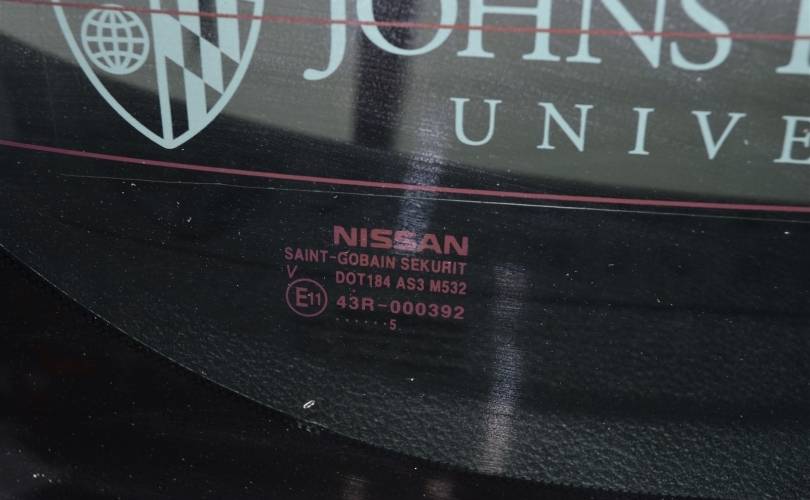 JOHNS
UNIVE
NISSAN
SAINT-GOBAIN SEKURIT
V DOT184 AS3 M532
E11 43R-000392
······5